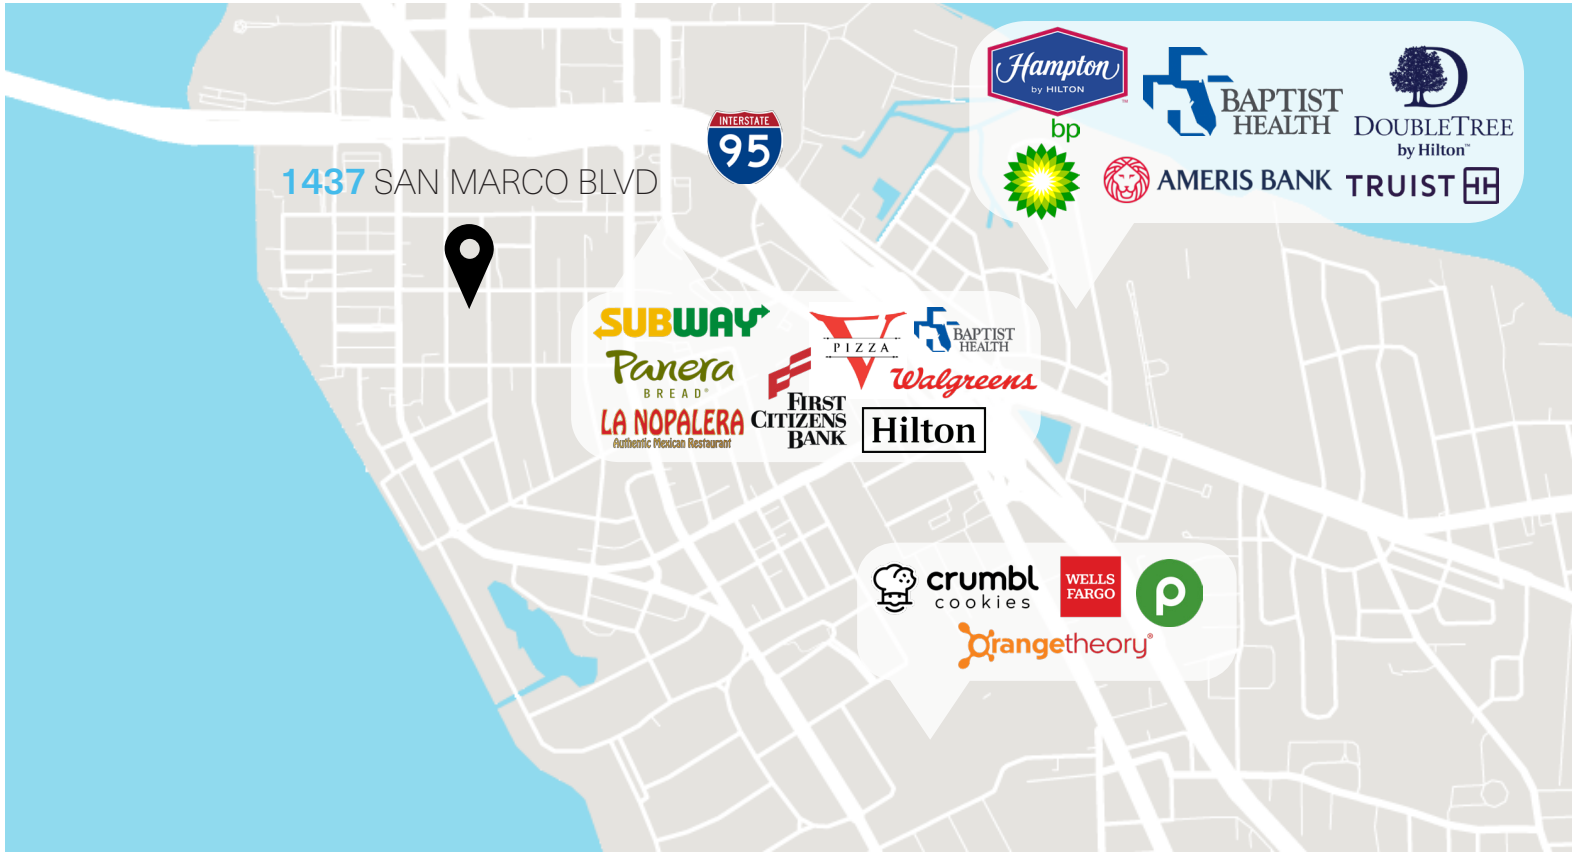 INTERSTATE
95
1437 SAN MARCO BLVD
Hampton
by HILTON
™
BAPTIST
HEALTH
D
DOUBLETREE
by Hilton™
bp
AMERIS BANK
TRUIST
SUBWAY
Panera
BREAD®
LA NOPALERA
Authentic Mexican Restaurant
V
PIZZA
FIRST
CITIZENS
BANK
BAPTIST
HEALTH
Walgreens
Hilton
crumbl
cookies
WELLS
FARGO
P
Orangetheory®